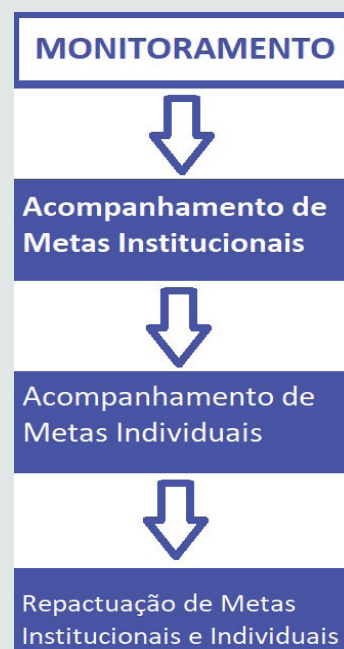 MONITORAMENTO
Acompanhamento de
Metas Institucionais
Acompanhamento de
Metas Individuais
Repactuação de Metas
Institucionais e Individuais